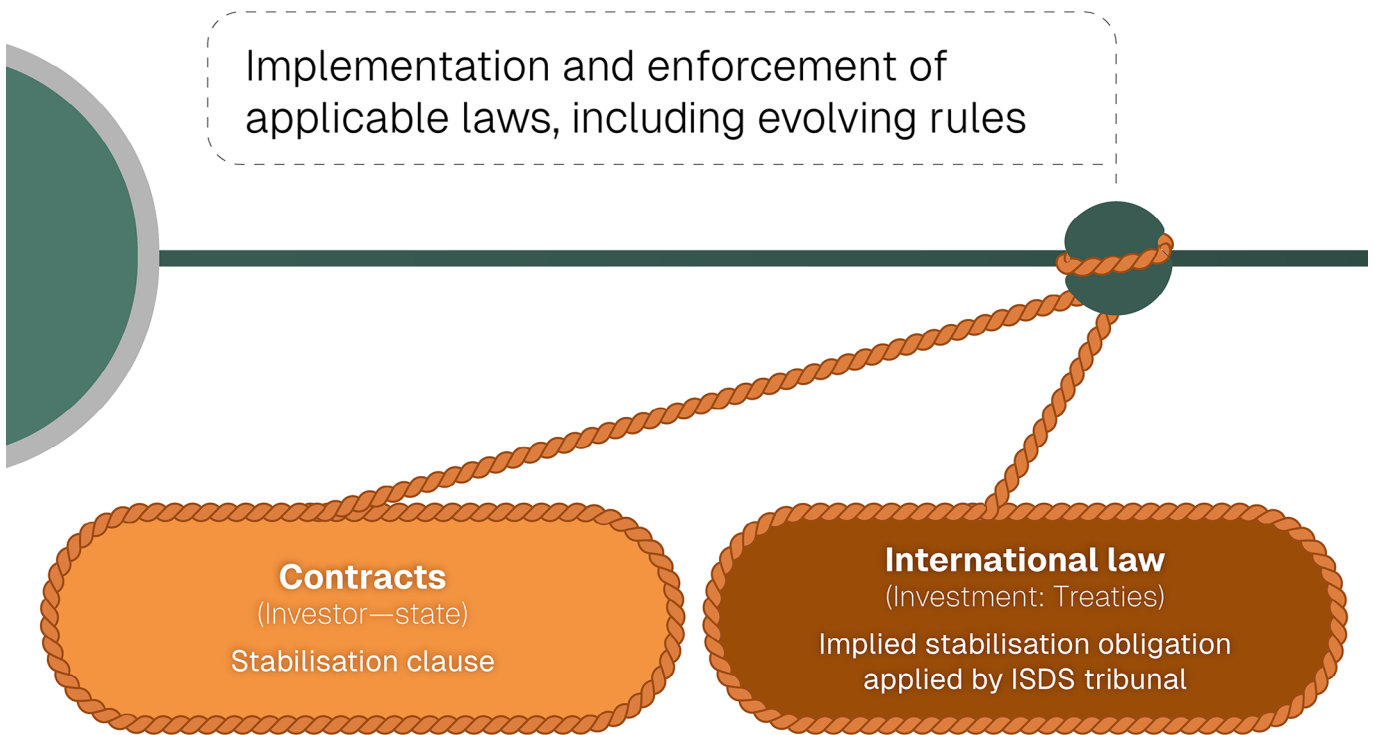 Implementation and enforcement of
applicable laws, including evolving rules
Contracts
(Investor—state)
Stabilisation clause
International law
(Investment: Treaties)
Implied stabilisation obligation
applied by ISDS tribunal